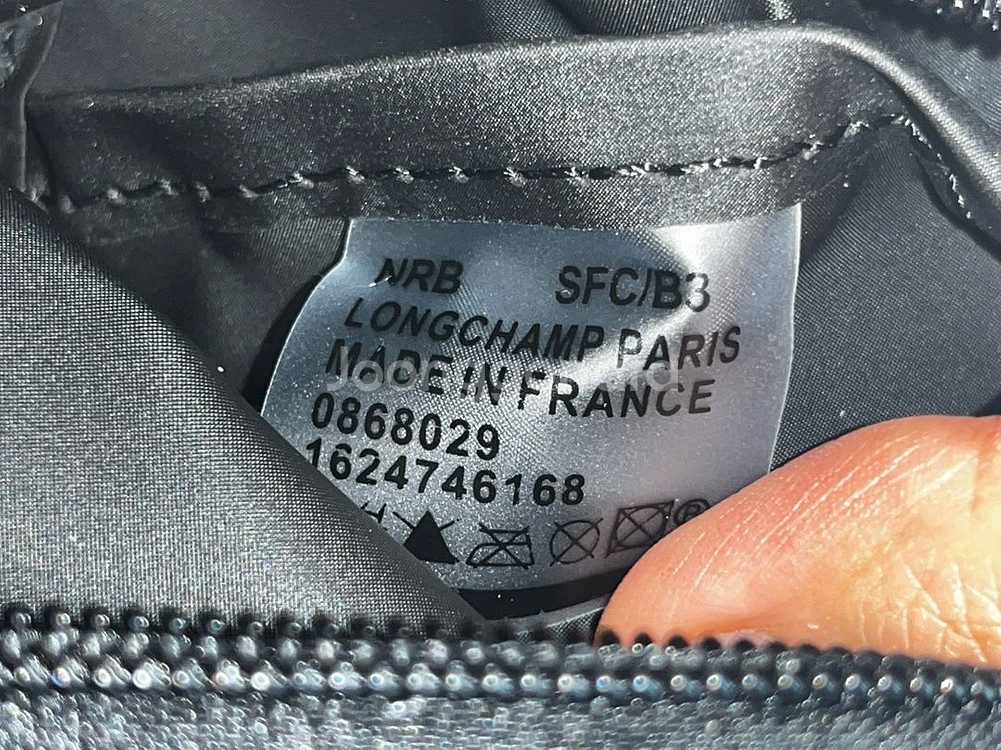 NRB SFC/B3
LONGCHAMP PARIS
MADE IN FRANCE
0868029
1624746168